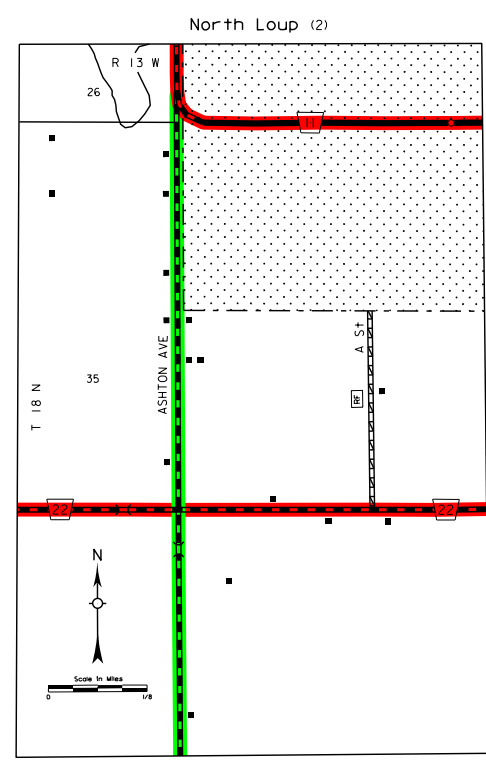 North Loup (2)
R 13 W
26
11
A St
ASHTON AVE
35
T 18 N
RF
22
22
N
Scale In Miles
0 1/8